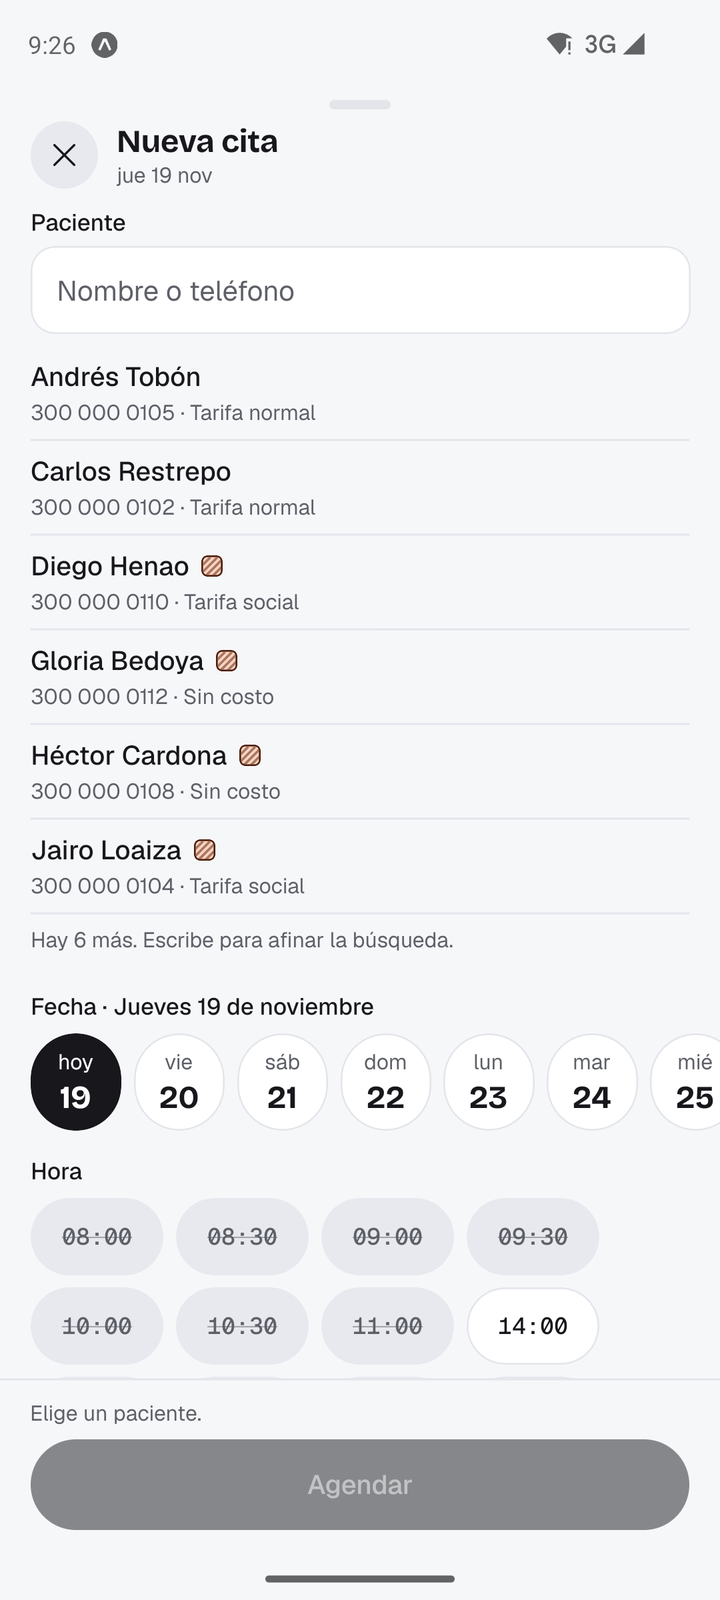 9:26
3G
Nueva cita
jue 19 nov
Paciente
Nombre o teléfono
Andrés Tobón
300 000 0105 · Tarifa normal
Carlos Restrepo
300 000 0102 · Tarifa normal
Diego Henao
300 000 0110 · Tarifa social
Gloria Bedoya
300 000 0112 · Sin costo
Héctor Cardona
300 000 0108 · Sin costo
Jairo Loaiza
300 000 0104 · Tarifa social
Hay 6 más. Escribe para afinar la búsqueda.
Fecha · Jueves 19 de noviembre
hoy vie sáb dom lun mar mié
19 20 21 22 23 24 25
Hora
08:00 08:30 09:00 09:30
10:00 10:30 11:00 14:00
Elige un paciente.
Agendar